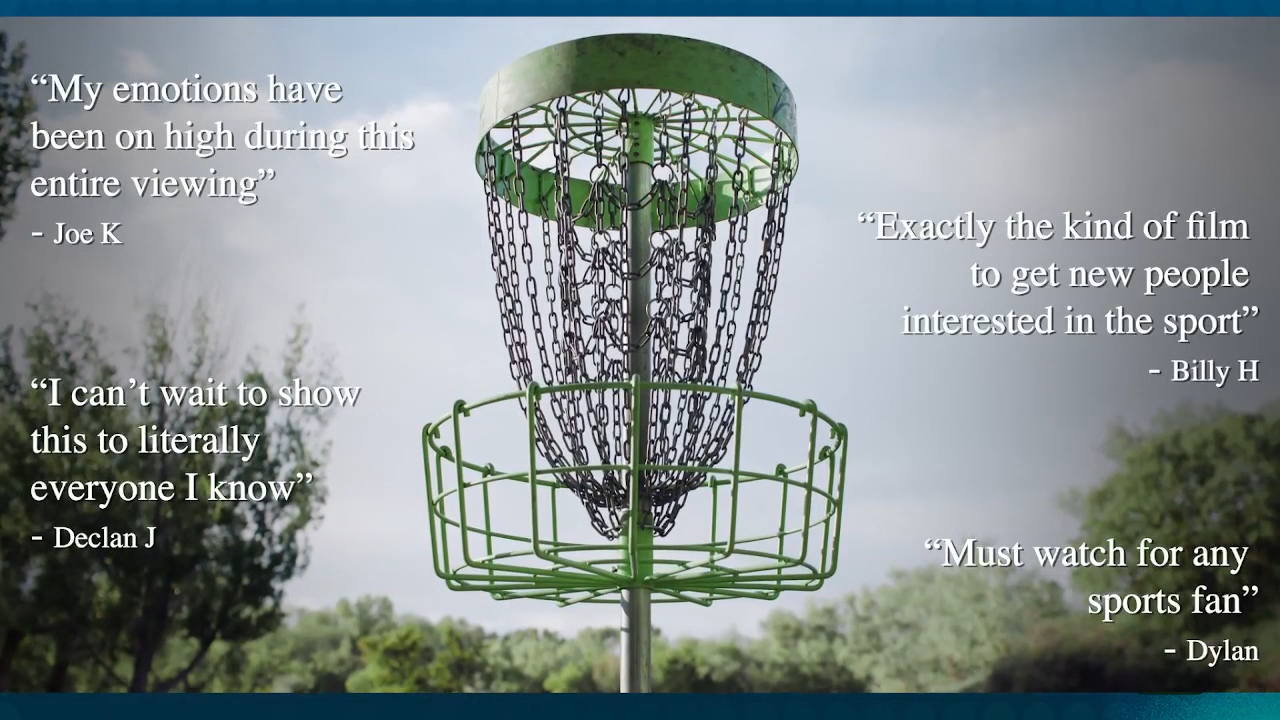 “My emotions have
been on high during this
entire viewing”
- Joe K
“I can’t wait to show
this to literally
everyone I know”
- Declan J
“Exactly the kind of film
to get new people
interested in the sport”
- Billy H
“Must watch for any
sports fan”
- Dylan